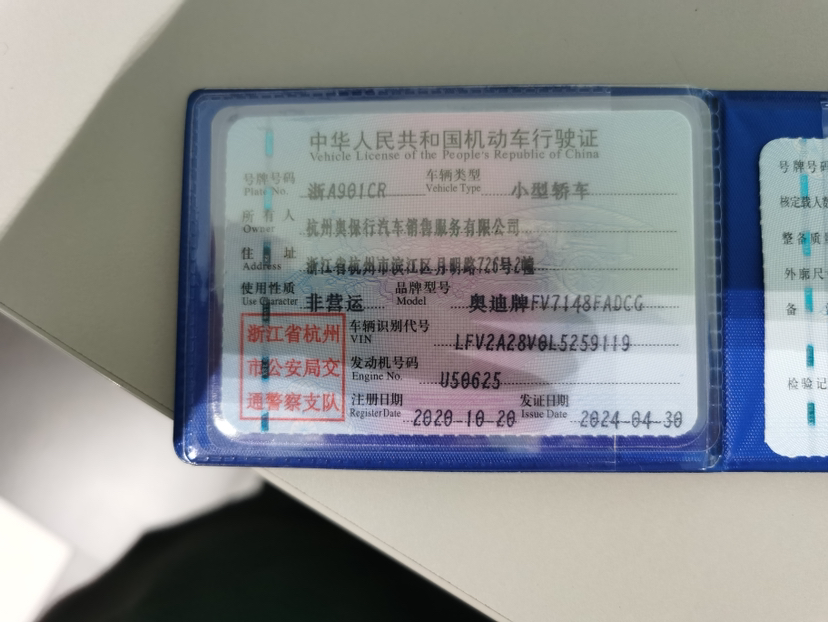 中华人民共和国机动车行驶证
Vehicle License of the People's Republic of China
号牌号码 浙A901CR 车辆类型 小型轿车
Plate No. Vehicle Type
所有人 杭州奥保行汽车销售服务有限公司
Owner
住址 浙江省杭州市滨江区月明路726号2幢
Address
使用性质 非营运 品牌型号 奥迪牌FV7148FADCG
Use Character Model
浙江省杭州
市公安局交
通警察支队
车辆识别代号 LFV2A28V0L5259119
VIN
发动机号码 U50625
Engine No.
注册日期 2020-10-20 发证日期 2024-04-30
Register Date Issue Date
号牌号码
核定载人数
整备质量
外廓尺
备
检验记